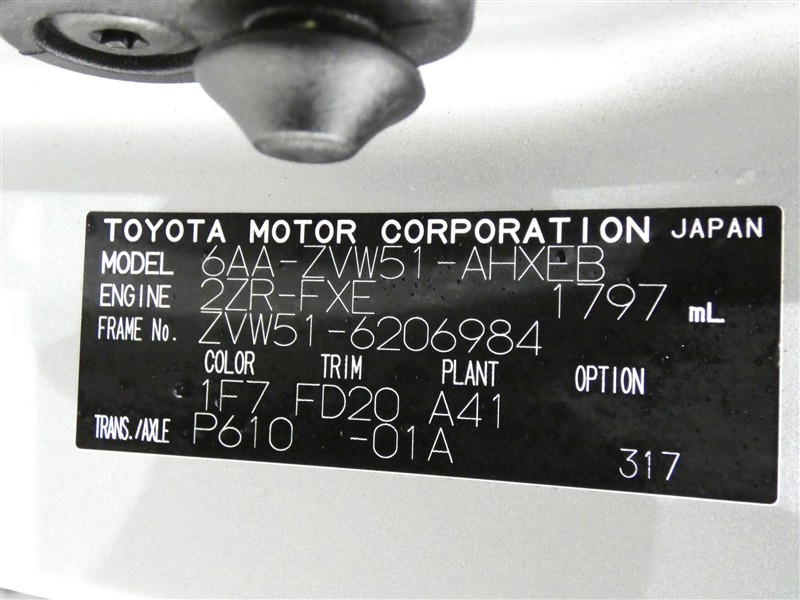 TOYOTA MOTOR CORPORATION JAPAN
MODEL 6AA-ZVW51-AHXEB
ENGINE 2ZR-FXE 1797 mL
FRAME No. ZVW51-6206984
COLOR TRIM PLANT OPTION
1F7 FD20 A41
TRANS./AXLE P610 -01A
317